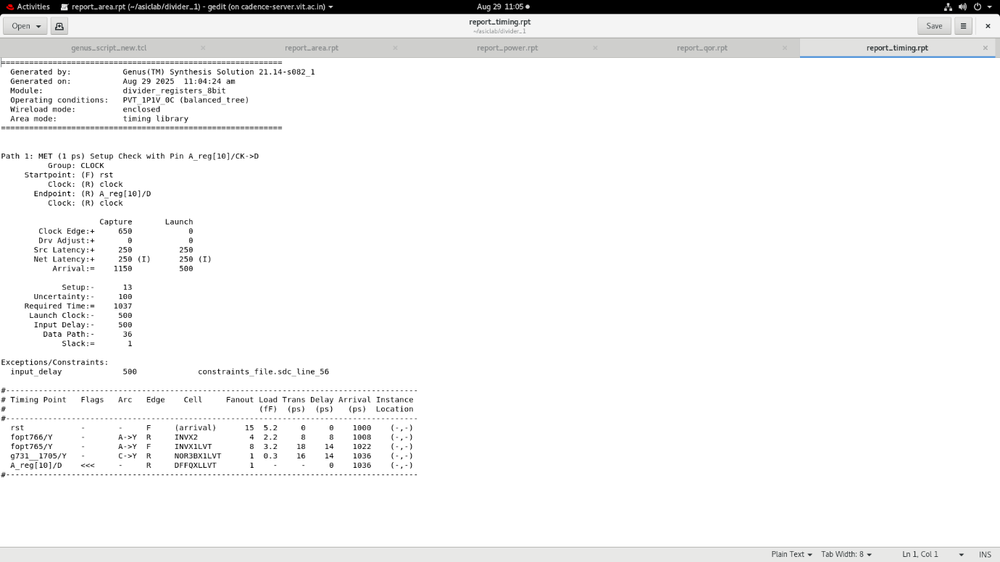 Activities report_area.rpt (~/asiclab/divider_1) - gedit (on cadence-server.vit.ac.in) Aug 29 11:05
Open report_timing.rpt Save
~/asiclab/divider_1
genus_script_new.tcl report_area.rpt report_power.rpt report_qor.rpt report_timing.rpt
============================================================
  Generated by:           Genus(TM) Synthesis Solution 21.14-s082_1
  Generated on:           Aug 29 2025  11:04:24 am
  Module:                 divider_registers_8bit
  Operating conditions:   PVT_1P1V_0C (balanced_tree)
  Wireload mode:          enclosed
  Area mode:              timing library
============================================================
Path 1: MET (1 ps) Setup Check with Pin A_reg[10]/CK->D
          Group: CLOCK
     Startpoint: (F) rst
          Clock: (R) clock
       Endpoint: (R) A_reg[10]/D
          Clock: (R) clock
                     Capture       Launch
        Clock Edge:+     650            0
        Drv Adjust:+       0            0
       Src Latency:+     250          250
       Net Latency:+     250 (I)      250 (I)
           Arrival:=    1150          500
             Setup:-      13
       Uncertainty:-     100
     Required Time:=    1037
      Launch Clock:-     500
       Input Delay:-     500
         Data Path:-      36
             Slack:=       1
Exceptions/Constraints:
  input_delay             500             constraints_file.sdc_line_56
#----------------------------------------------------------------------------------------
# Timing Point   Flags   Arc   Edge    Cell     Fanout Load Trans Delay Arrival Instance
#                                                      (fF)  (ps)  (ps)   (ps)  Location
#----------------------------------------------------------------------------------------
  rst            -       -     F     (arrival)      15  5.2     0     0    1000    (-,-)
  fopt766/Y      -       A->Y  R     INVX2           4  2.2     8     8    1008    (-,-)
  fopt765/Y      -       A->Y  F     INVX1LVT        8  3.2    18    14    1022    (-,-)
  g731__1705/Y   -       C->Y  R     NOR3BX1LVT      1  0.3    16    14    1036    (-,-)
  A_reg[10]/D    <<<     -     R     DFFQXLLVT       1    -     -     0    1036    (-,-)
#----------------------------------------------------------------------------------------
Plain Text Tab Width: 8 Ln 1, Col 1 INS